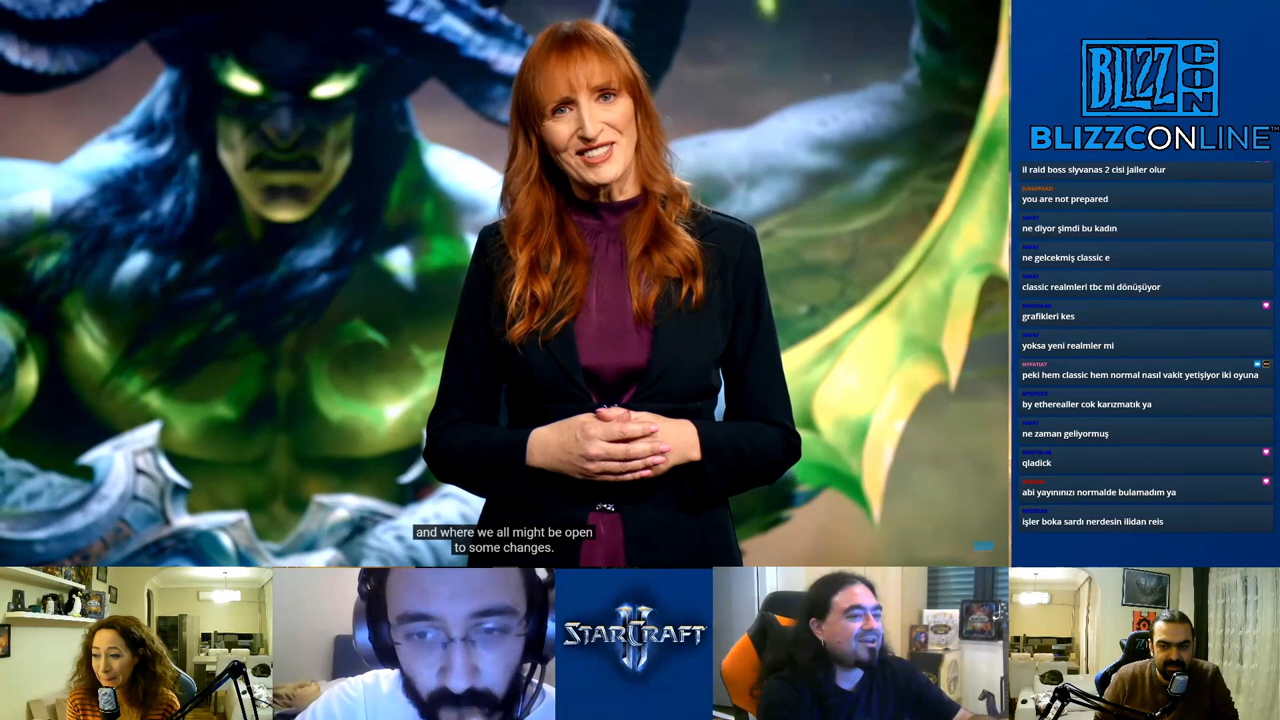 BLIZZ
CON
BLIZZCONLINE™
il raid boss slyvanas 2 cisi jaller olur
you are not prepared
ne diyor şimdi bu kadın
ne gelcekmiş classic e
classic realmleri tbc mi dönüşüyor
grafikleri kes
yoksa yeni realmler mi
HYPATIA7
peki hem classic hem normal nasıl vakit yetişiyor iki oyuna
by etherealler cok karızmatık ya
ne zaman geliyormuş
qladick
abi yayınınızı normalde bulamadım ya
işler boka sardı nerdesin ilidan reis
and where we all might be open
to some changes.
STARCRAFT
II